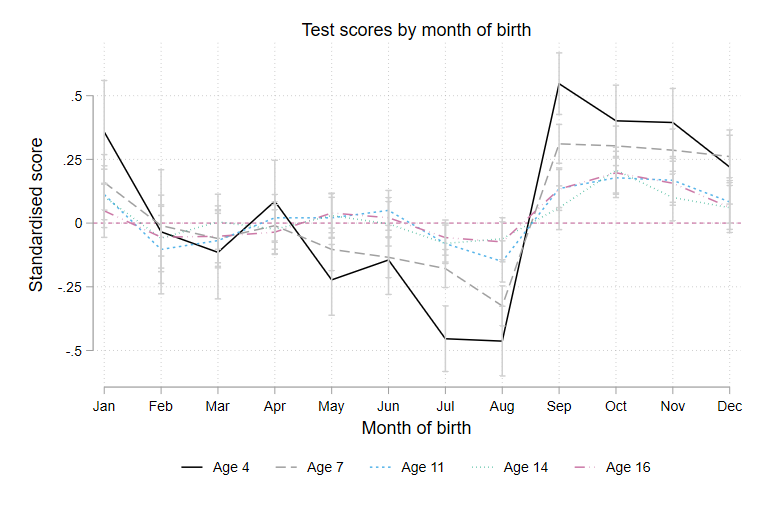 Test scores by month of birth
Standardised score
.5
.25
0
-.25
-.5
Jan Feb Mar Apr May Jun Jul Aug Sep Oct Nov Dec
Month of birth
Age 4 Age 7 Age 11 Age 14 Age 16